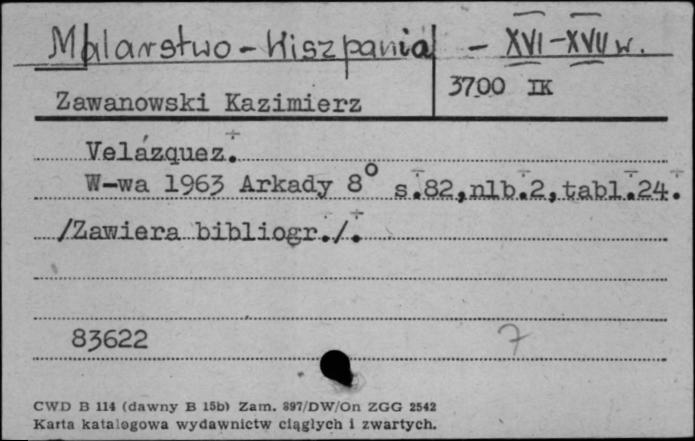 Malarstwo - Hiszpania - XVI-XVII w.
3700 IK
Zawanowski Kazimierz
Velázquez.
W-wa 1963 Arkady 8° s.82,nlb.2,tabl.24.
/Zawiera bibliogr./.
83622 7
CWD B 114 (dawny B 15b) Zam. 897/DW/On ZGG 2542
Karta katalogowa wydawnictw ciągłych i zwartych.